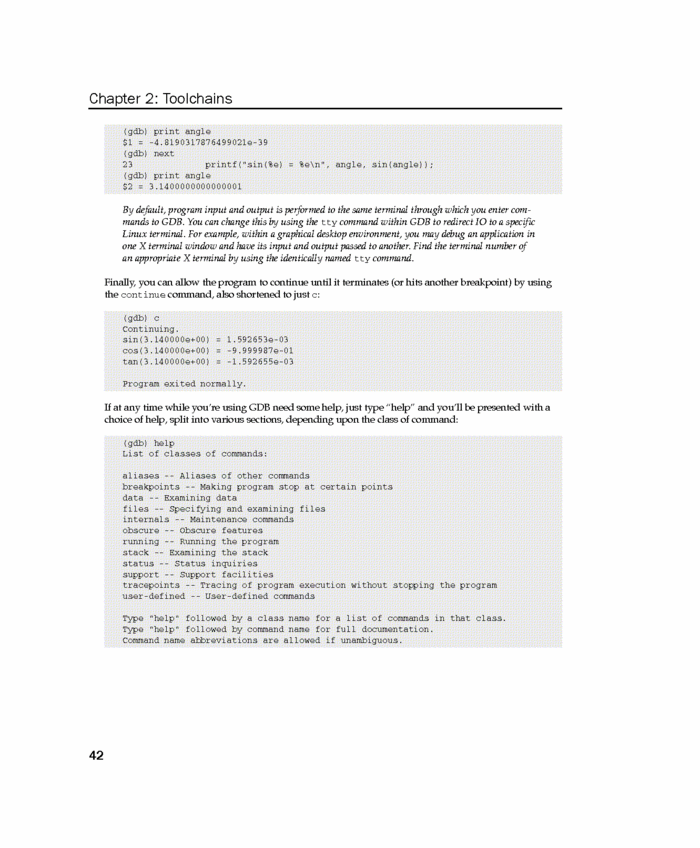 Chapter 2: Toolchains
(gdb) print angle
$1 = -4.8190317876499021e-39
(gdb) next
23 printf("sin(%e) = %e\n", angle, sin(angle));
(gdb) print angle
$2 = 3.1400000000000001
By default, program input and output is performed to the same terminal through which you enter com-
mands to GDB. You can change this by using the tty command within GDB to redirect IO to a specific
Linux terminal. For example, within a graphical desktop environment, you may debug an application in
one X terminal window and have its input and output passed to another. Find the terminal number of
an appropriate X terminal by using the identically named tty command.
Finally, you can allow the program to continue until it terminates (or hits another breakpoint) by using
the continue command, also shortened to just c:
(gdb) c
Continuing.
sin(3.140000e+00) = 1.592653e-03
cos(3.140000e+00) = -9.999987e-01
tan(3.140000e+00) = -1.592655e-03
Program exited normally.
If at any time while you're using GDB need some help, just type "help" and you'll be presented with a
choice of help, split into various sections, depending upon the class of command:
(gdb) help
List of classes of commands:
aliases -- Aliases of other commands
breakpoints -- Making program stop at certain points
data -- Examining data
files -- Specifying and examining files
internals -- Maintenance commands
obscure -- Obscure features
running -- Running the program
stack -- Examining the stack
status -- Status inquiries
support -- Support facilities
tracepoints -- Tracing of program execution without stopping the program
user-defined -- User-defined commands
Type "help" followed by a class name for a list of commands in that class.
Type "help" followed by command name for full documentation.
Command name abbreviations are allowed if unambiguous.
42